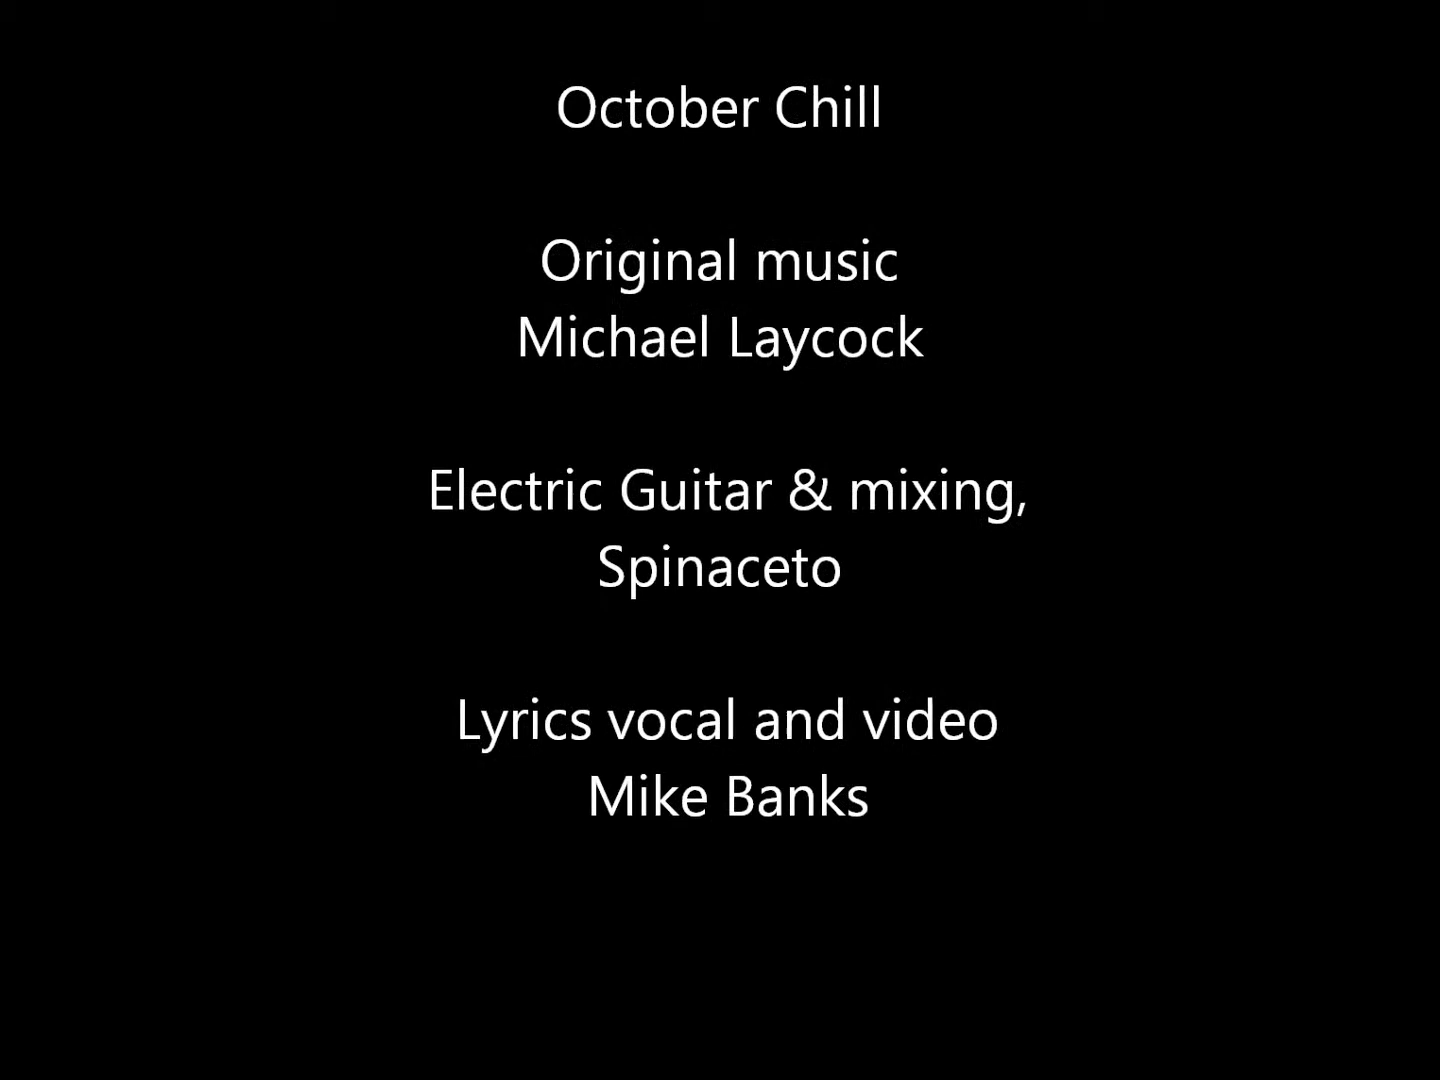 October Chill
Original music
Michael Laycock
Electric Guitar & mixing,
Spinaceto
Lyrics vocal and video
Mike Banks